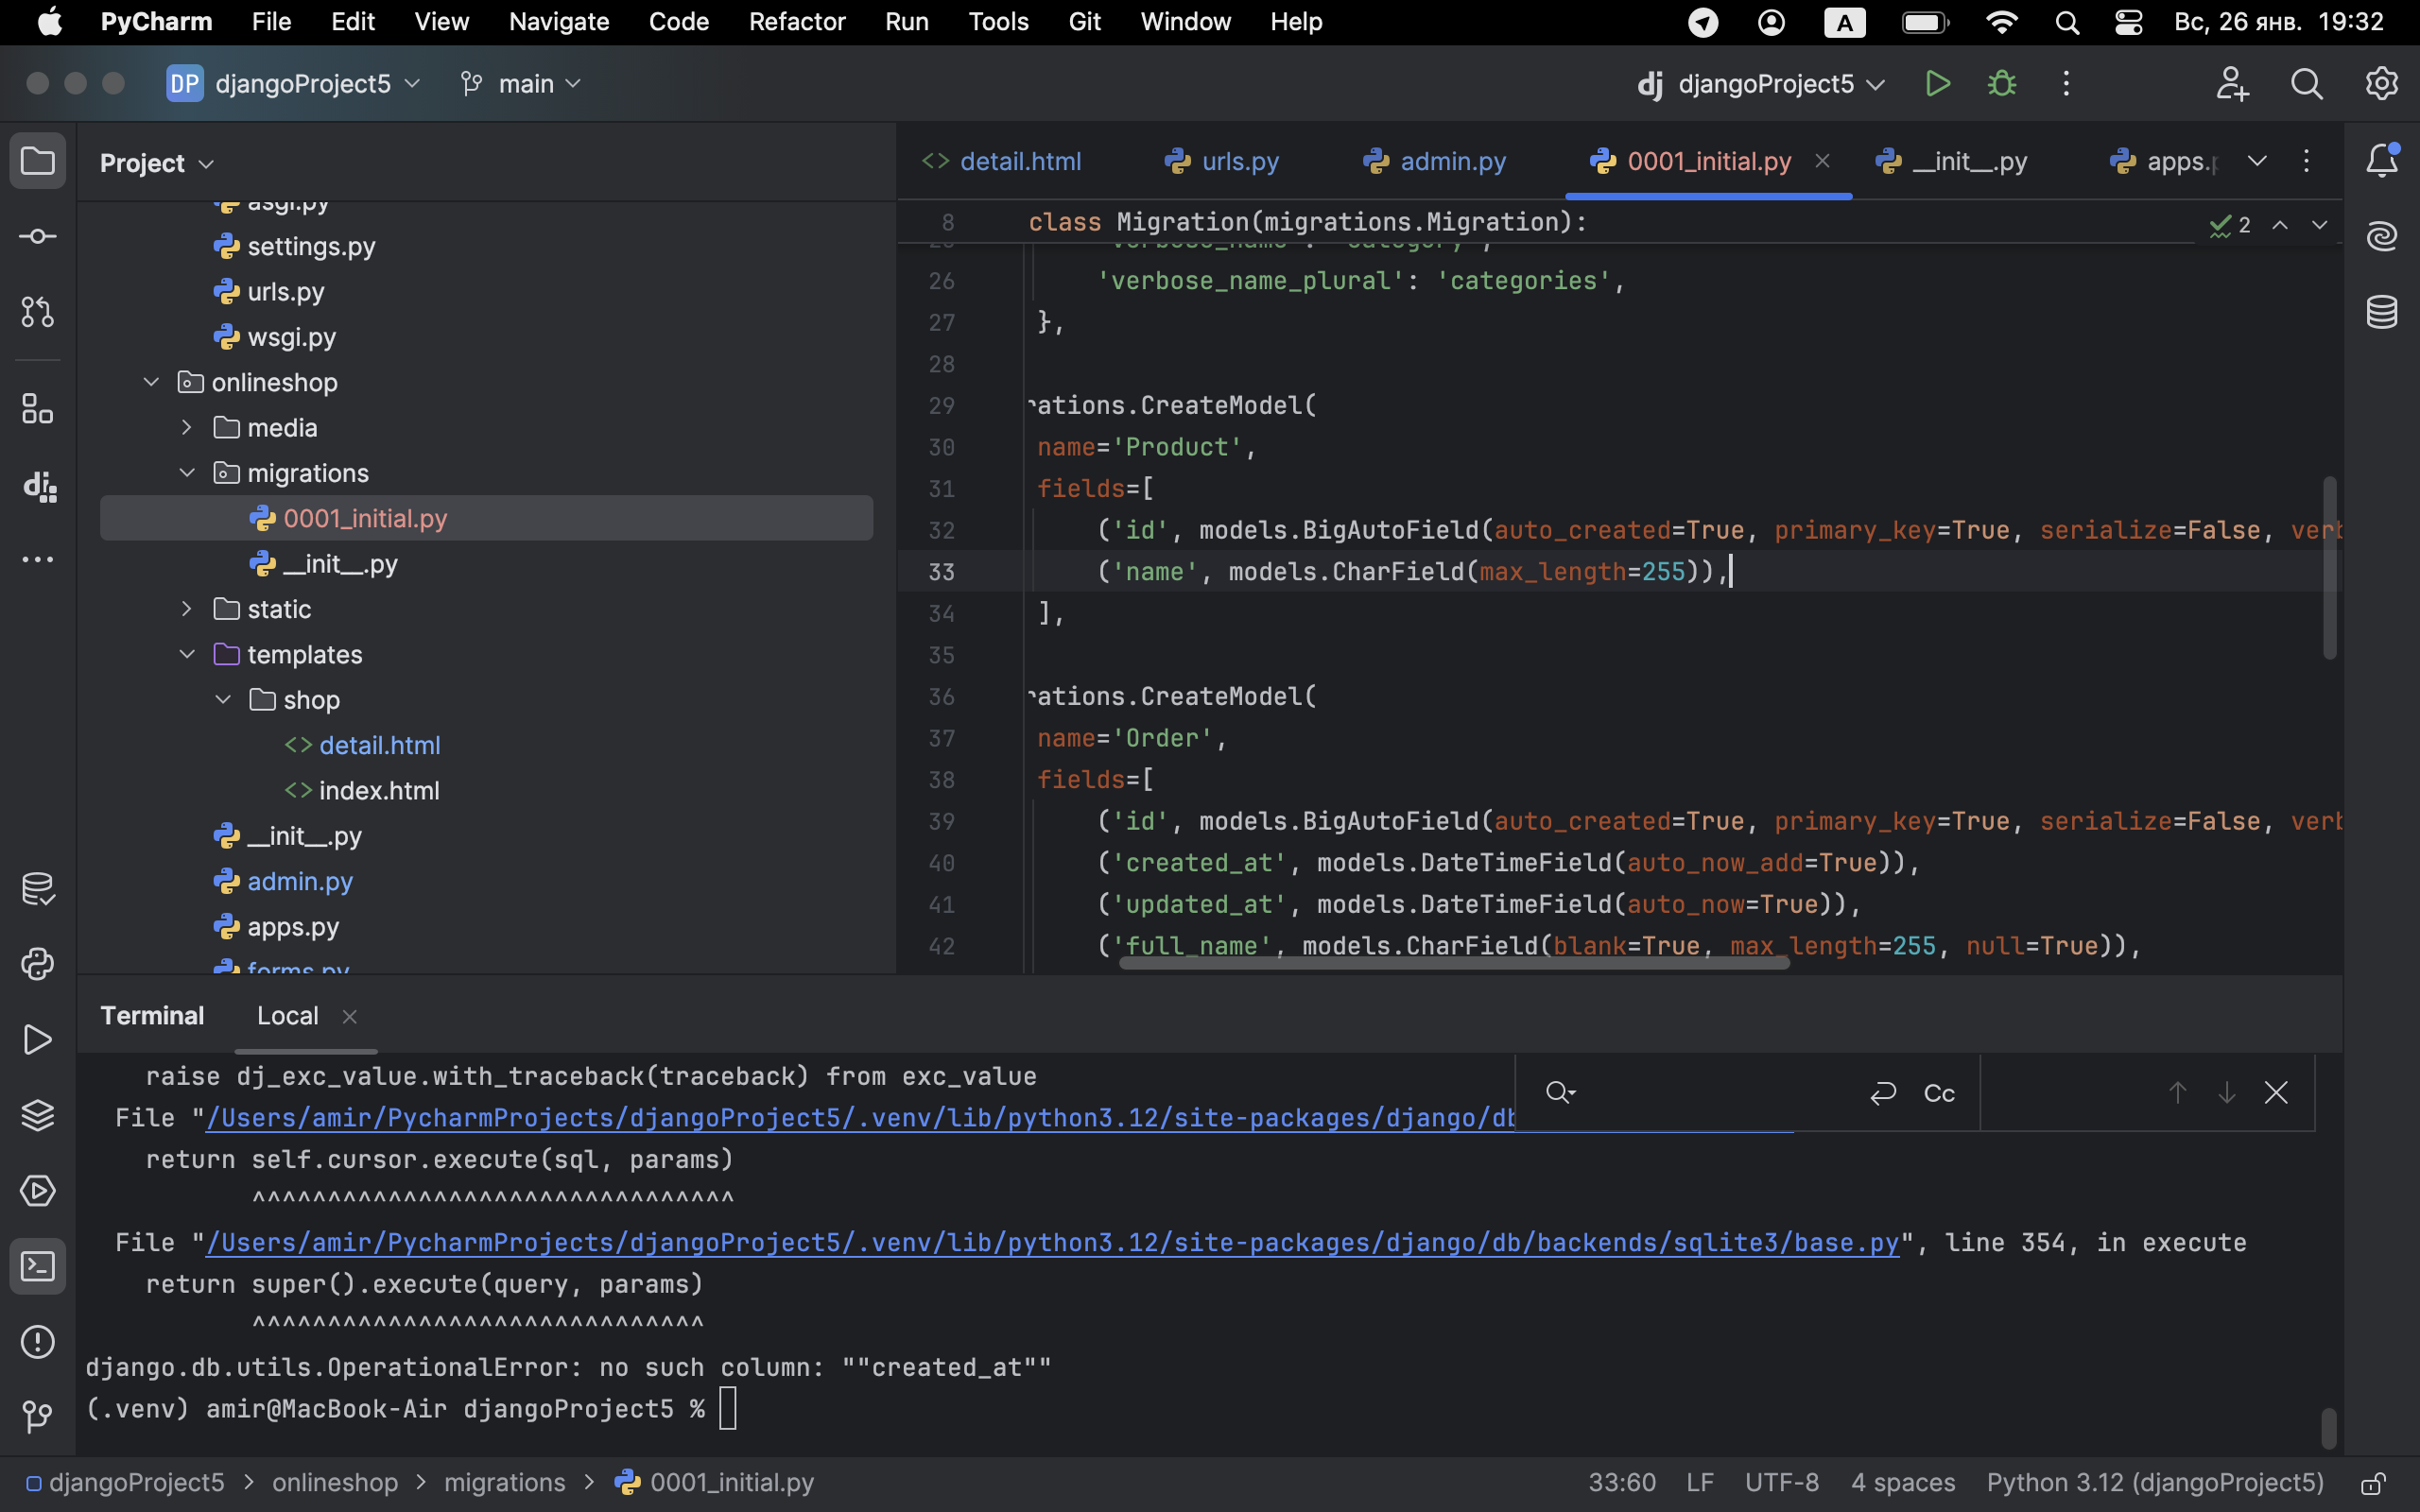 PyCharm File Edit View Navigate Code Refactor Run Tools Git Window Help A Вс, 26 янв. 19:32
DP djangoProject5 main dj djangoProject5
Project
asgi.py
settings.py
urls.py
wsgi.py
onlineshop
media
migrations
0001_initial.py
__init__.py
static
templates
shop
detail.html
index.html
__init__.py
admin.py
apps.py
forms.py
detail.html urls.py admin.py 0001_initial.py __init__.py apps.
8 class Migration(migrations.Migration): 2
25 'verbose_name': 'category',
26 'verbose_name_plural': 'categories',
27 },
28
29 rations.CreateModel(
30 name='Product',
31 fields=[
32 ('id', models.BigAutoField(auto_created=True, primary_key=True, serialize=False, verb
33 ('name', models.CharField(max_length=255)),
34 ],
35
36 rations.CreateModel(
37 name='Order',
38 fields=[
39 ('id', models.BigAutoField(auto_created=True, primary_key=True, serialize=False, verb
40 ('created_at', models.DateTimeField(auto_now_add=True)),
41 ('updated_at', models.DateTimeField(auto_now=True)),
42 ('full_name', models.CharField(blank=True, max_length=255, null=True)),
Terminal Local
raise dj_exc_value.with_traceback(traceback) from exc_value
Cc
File "/Users/amir/PycharmProjects/djangoProject5/.venv/lib/python3.12/site-packages/django/db
return self.cursor.execute(sql, params)
^^^^^^^^^^^^^^^^^^^^^^^^^^^^^^^^
File "/Users/amir/PycharmProjects/djangoProject5/.venv/lib/python3.12/site-packages/django/db/backends/sqlite3/base.py", line 354, in execute
return super().execute(query, params)
^^^^^^^^^^^^^^^^^^^^^^^^^^^^^^
django.db.utils.OperationalError: no such column: ""created_at""
(.venv) amir@MacBook-Air djangoProject5 %
djangoProject5 > onlineshop > migrations > 0001_initial.py 33:60 LF UTF-8 4 spaces Python 3.12 (djangoProject5)